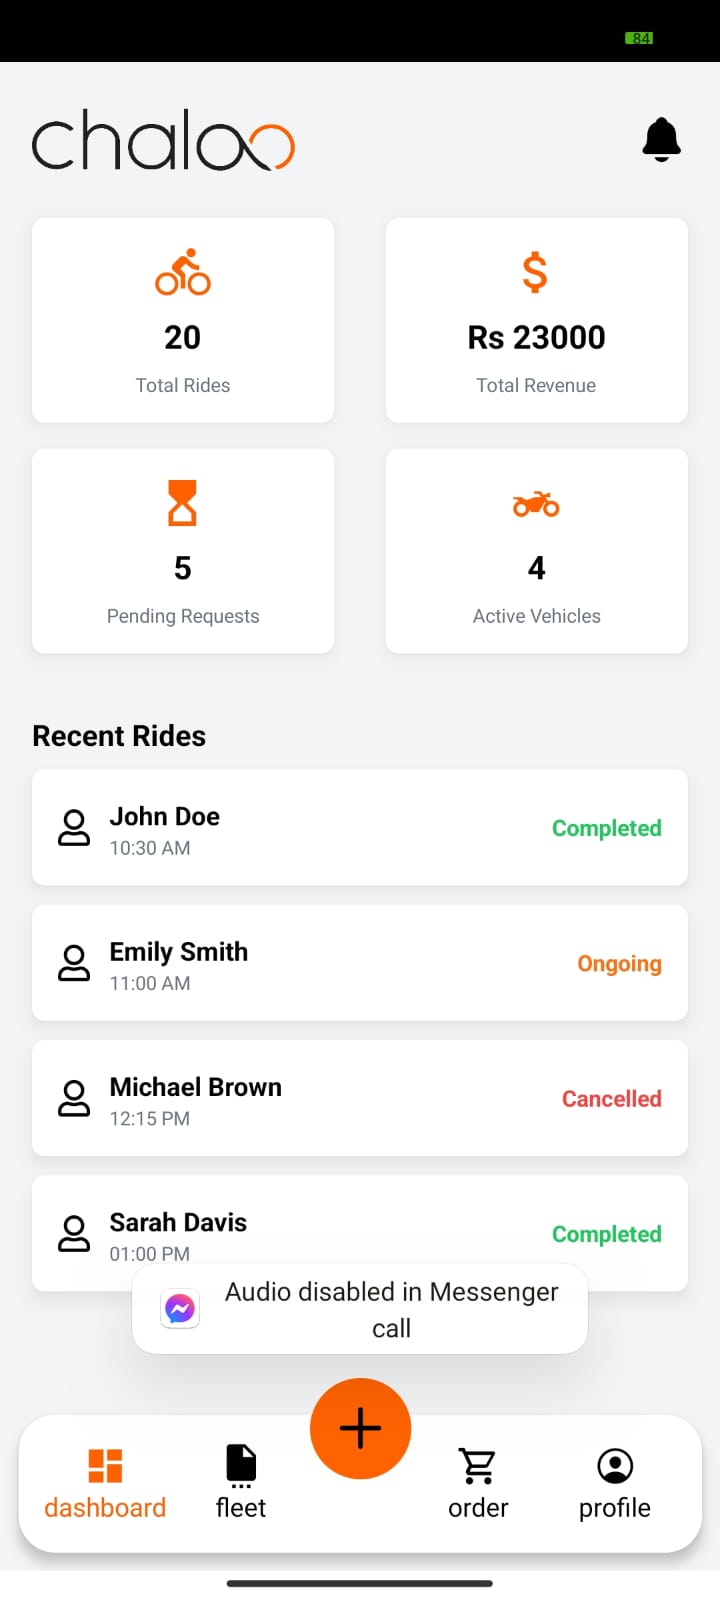 84
chaloo
20
Total Rides
Rs 23000
Total Revenue
5
Pending Requests
4
Active Vehicles
Recent Rides
John Doe
10:30 AM
Completed
Emily Smith
11:00 AM
Ongoing
Michael Brown
12:15 PM
Cancelled
Sarah Davis
01:00 PM
Completed
Audio disabled in Messenger
call
dashboard
fleet
order
profile